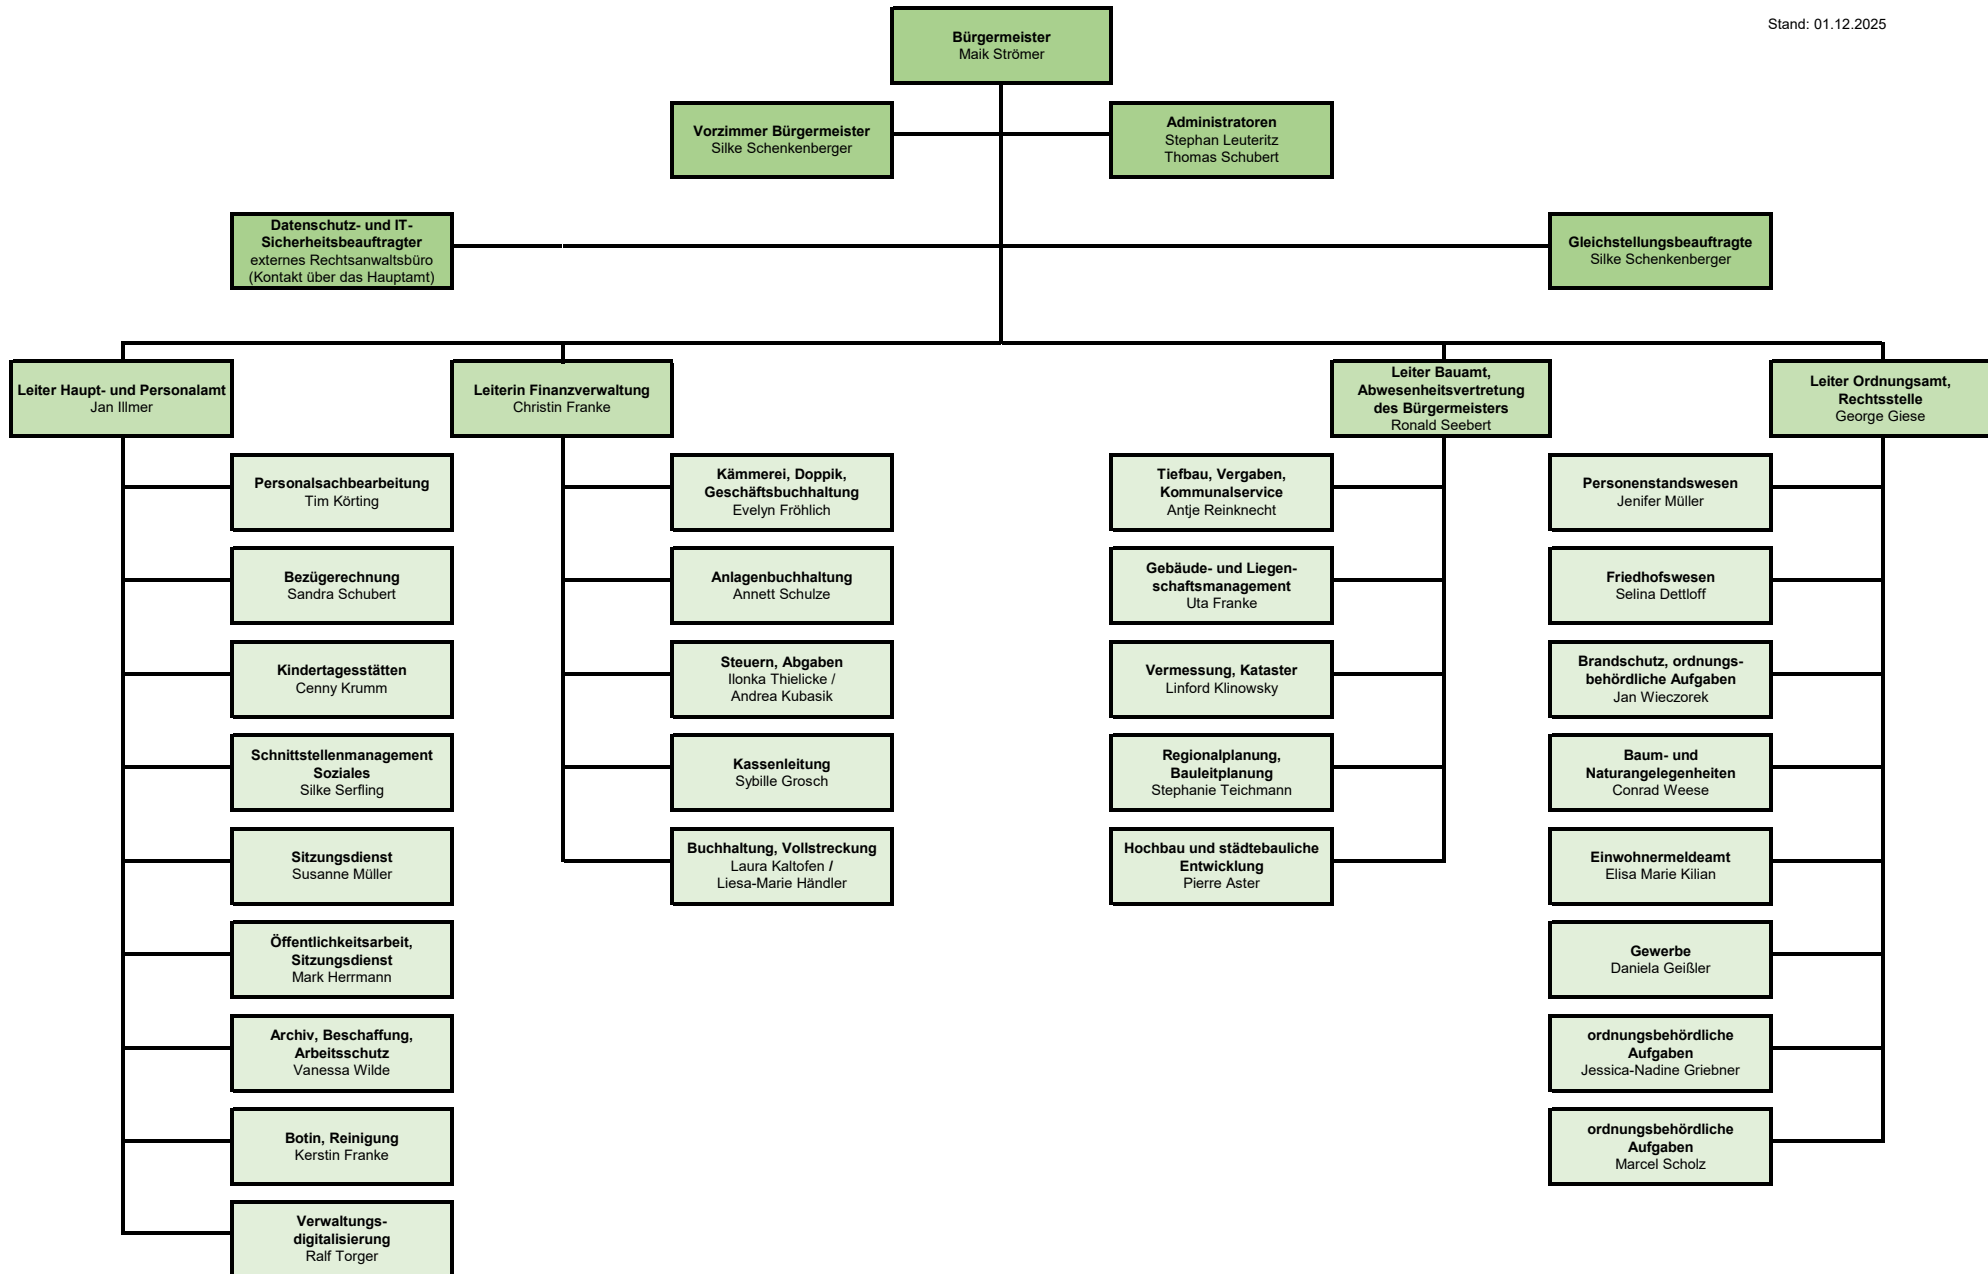 Stand: 01.12.2025
Bürgermeister
Maik Strömer
Vorzimmer Bürgermeister
Silke Schenkenberger
Administratoren
Stephan Leuteritz
Thomas Schubert
Datenschutz- und IT-
Sicherheitsbeauftragter
externes Rechtsanwaltsbüro
(Kontakt über das Hauptamt)
Gleichstellungsbeauftragte
Silke Schenkenberger
Leiter Haupt- und Personalamt
Jan Illmer
Personalsachbearbeitung
Tim Körting
Bezügerechnung
Sandra Schubert
Kindertagesstätten
Cenny Krumm
Schnittstellenmanagement
Soziales
Silke Serfling
Sitzungsdienst
Susanne Müller
Öffentlichkeitsarbeit,
Sitzungsdienst
Mark Herrmann
Archiv, Beschaffung,
Arbeitsschutz
Vanessa Wilde
Botin, Reinigung
Kerstin Franke
Verwaltungs-
digitalisierung
Ralf Torger
Leiterin Finanzverwaltung
Christin Franke
Kämmerei, Doppik,
Geschäftsbuchhaltung
Evelyn Fröhlich
Anlagenbuchhaltung
Annett Schulze
Steuern, Abgaben
Ilonka Thielicke /
Andrea Kubasik
Kassenleitung
Sybille Grosch
Buchhaltung, Vollstreckung
Laura Kaltofen /
Liesa-Marie Händler
Leiter Bauamt,
Abwesenheitsvertretung
des Bürgermeisters
Ronald Seebert
Tiefbau, Vergaben,
Kommunalservice
Antje Reinknecht
Gebäude- und Liegen-
schaftsmanagement
Uta Franke
Vermessung, Kataster
Linford Klinowsky
Regionalplanung,
Bauleitplanung
Stephanie Teichmann
Hochbau und städtebauliche
Entwicklung
Pierre Aster
Leiter Ordnungsamt,
Rechtsstelle
George Giese
Personenstandswesen
Jenifer Müller
Friedhofswesen
Selina Dettloff
Brandschutz, ordnungs-
behördliche Aufgaben
Jan Wieczorek
Baum- und
Naturangelegenheiten
Conrad Weese
Einwohnermeldeamt
Elisa Marie Kilian
Gewerbe
Daniela Geißler
ordnungsbehördliche
Aufgaben
Jessica-Nadine Griebner
ordnungsbehördliche
Aufgaben
Marcel Scholz